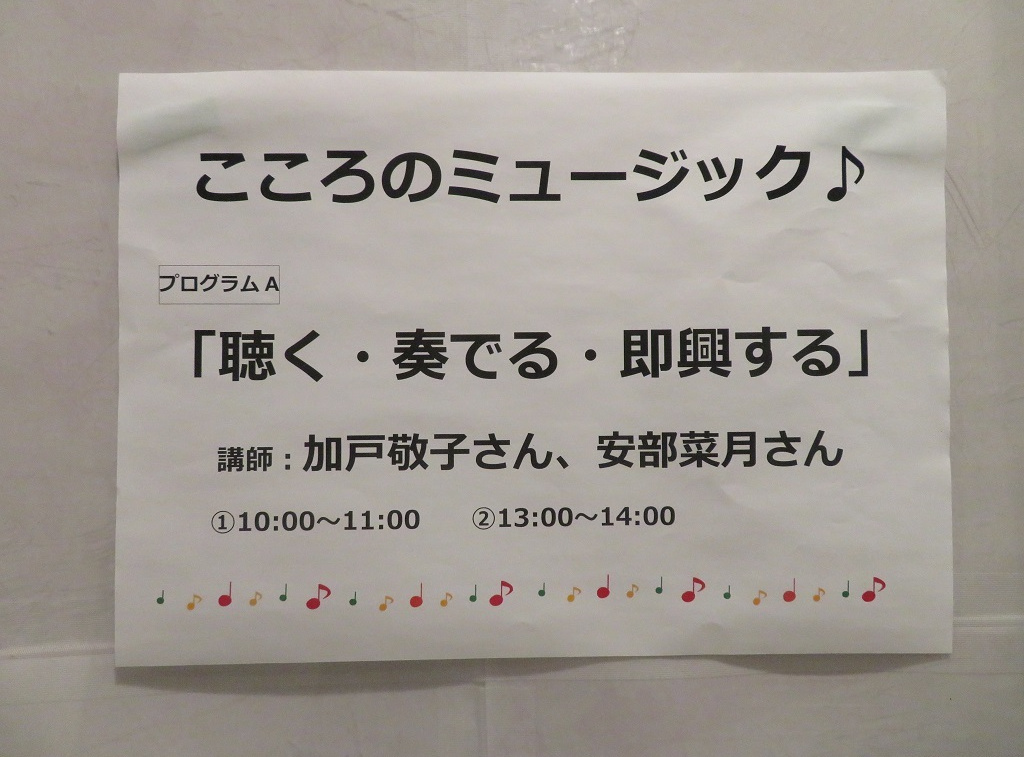 こころのミュージック♪
プログラム A
「聴く・奏でる・即興する」
講師：加戸敬子さん、安部菜月さん
①10:00～11:00　②13:00～14:00